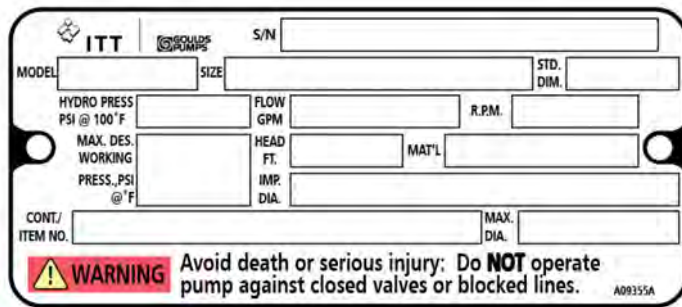 ITT GOULDS PUMPS S/N
MODEL SIZE STD. DIM.
HYDRO PRESS PSI @ 100°F FLOW GPM R.P.M.
MAX. DES. WORKING PRESS., PSI @°F HEAD FT. MAT'L
IMP. DIA.
CONT./ ITEM NO. MAX. DIA.
WARNING Avoid death or serious injury: Do NOT operate
pump against closed valves or blocked lines. A09355A